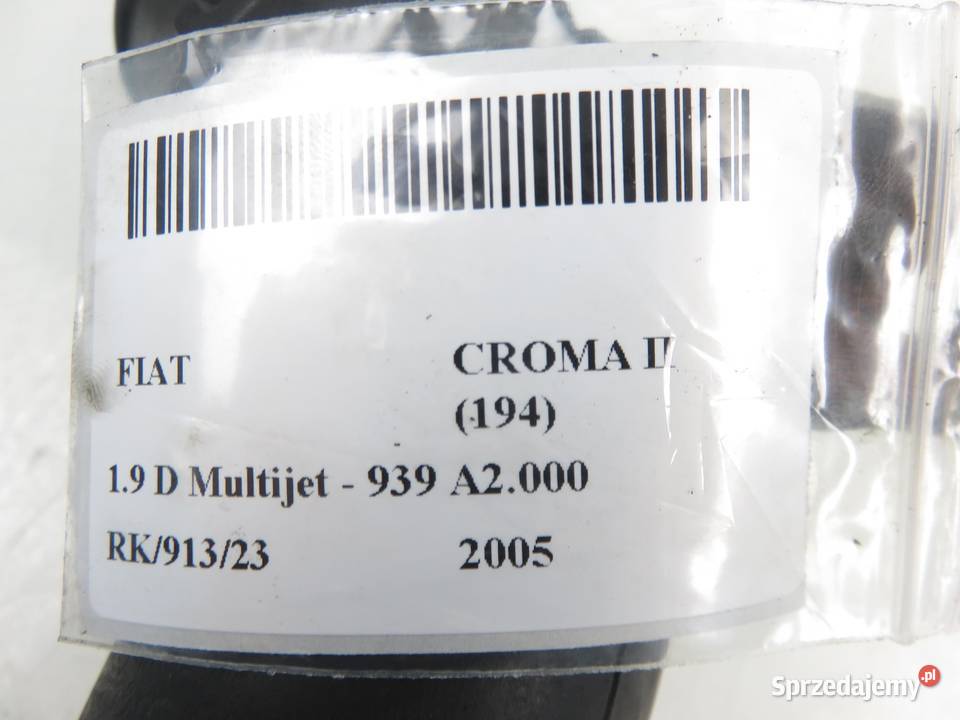 FIAT CROMA II
(194)
1.9 D Multijet - 939 A2.000
RK/913/23 2005
Sprzedajemy.pl